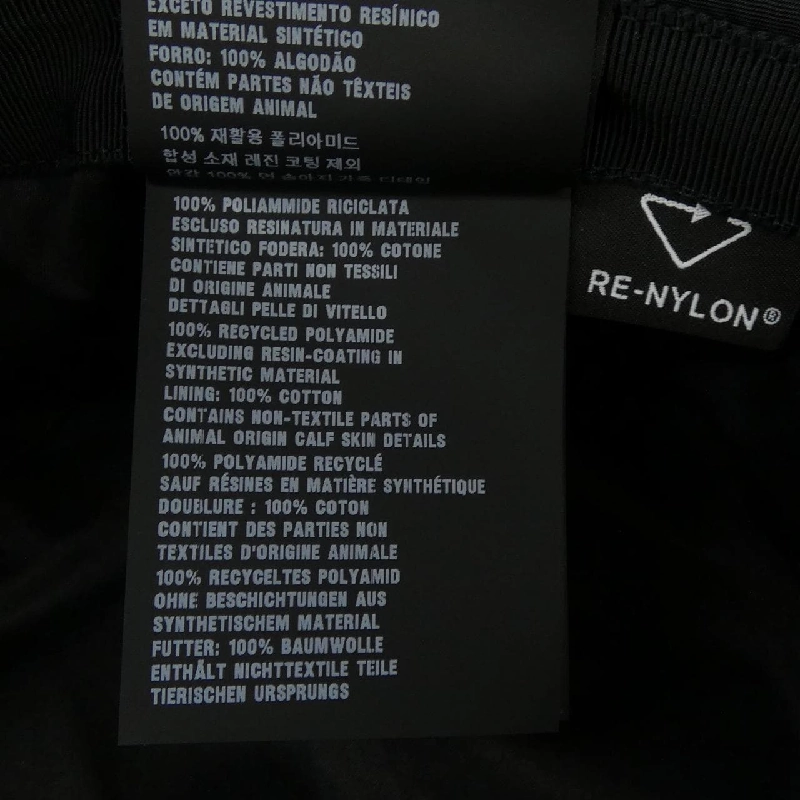 EXCETO REVESTIMENTO RESÍNICO
EM MATERIAL SINTÉTICO
FORRO: 100% ALGODÃO
CONTÉM PARTES NÃO TÊXTEIS
DE ORIGEM ANIMAL
100% 재활용 폴리아미드
합성 소재 레진 코팅 제외
100% POLIAMMIDE RICICLATA
ESCLUSO RESINATURA IN MATERIALE
SINTETICO FODERA: 100% COTONE
CONTIENE PARTI NON TESSILI
DI ORIGINE ANIMALE
DETTAGLI PELLE DI VITELLO
100% RECYCLED POLYAMIDE
EXCLUDING RESIN-COATING IN
SYNTHETIC MATERIAL
LINING: 100% COTTON
CONTAINS NON-TEXTILE PARTS OF
ANIMAL ORIGIN CALF SKIN DETAILS
100% POLYAMIDE RECYCLÉ
SAUF RÉSINES EN MATIÈRE SYNTHÉTIQUE
DOUBLURE : 100% COTON
CONTIENT DES PARTIES NON
TEXTILES D'ORIGINE ANIMALE
100% RECYCELTES POLYAMID
OHNE BESCHICHTUNGEN AUS
SYNTHETISCHEM MATERIAL
FUTTER: 100% BAUMWOLLE
ENTHÄLT NICHTTEXTILE TEILE
TIERISCHEN URSPRUNGS
RE-NYLON®